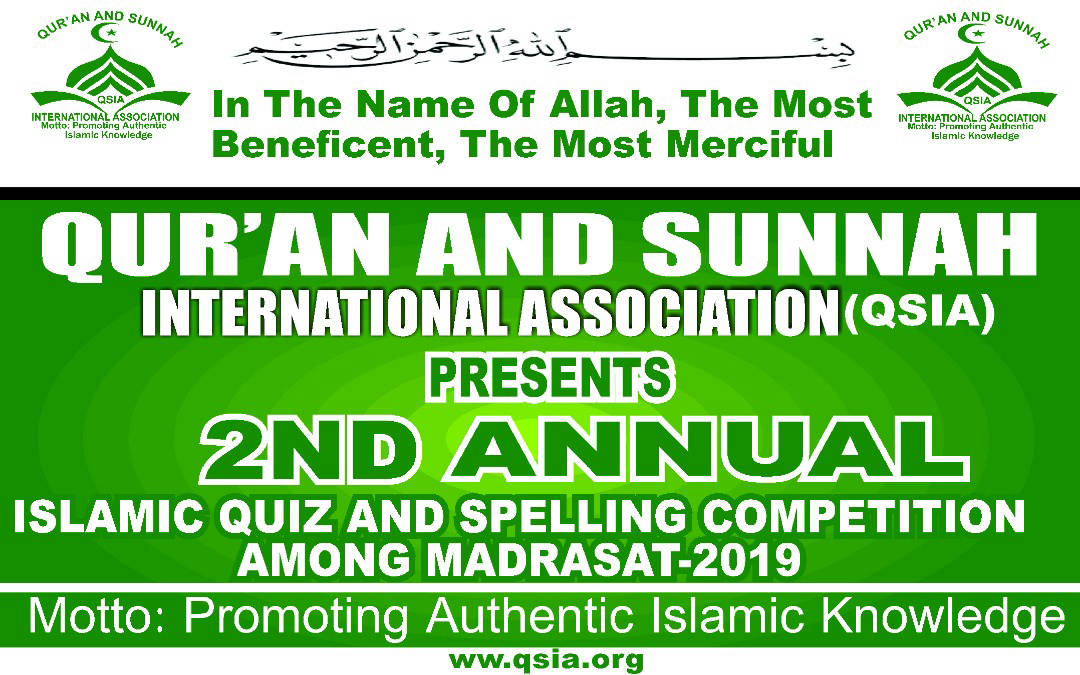 QUR'AN AND SUNNAH
QSIA
INTERNATIONAL ASSOCIATION
Motto: Promoting Authentic
Islamic Knowledge
بسم الله الرحمن الرحيم
In The Name Of Allah, The Most
Beneficent, The Most Merciful
QUR'AN AND SUNNAH
QSIA
INTERNATIONAL ASSOCIATION
Motto: Promoting Authentic
Islamic Knowledge
QUR'AN AND SUNNAH
INTERNATIONAL ASSOCIATION (QSIA)
PRESENTS
2ND ANNUAL
ISLAMIC QUIZ AND SPELLING COMPETITION
AMONG MADRASAT-2019
Motto: Promoting Authentic Islamic Knowledge
ww.qsia.org